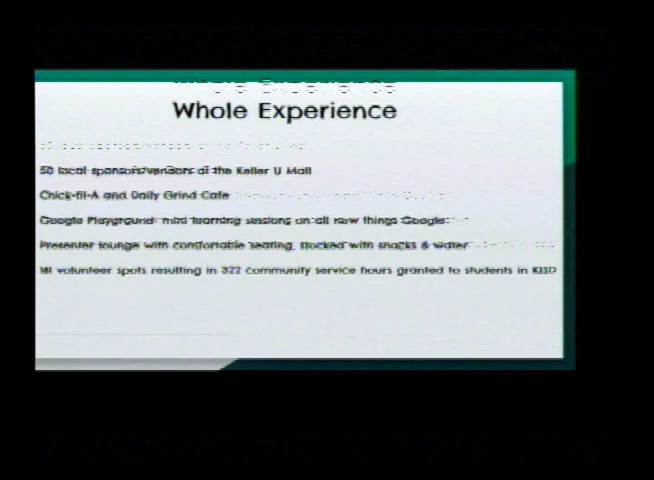 Whole Experience
50 local sponsors/vendors at the Keller U Mall
Chick-fil-A and Daily Grind Cafe
Google Playground: mini learning sessions on all new things Google
Presenter lounge with comfortable seating, stocked with snacks & water
volunteer spots resulting in 322 community service hours granted to students in KISD